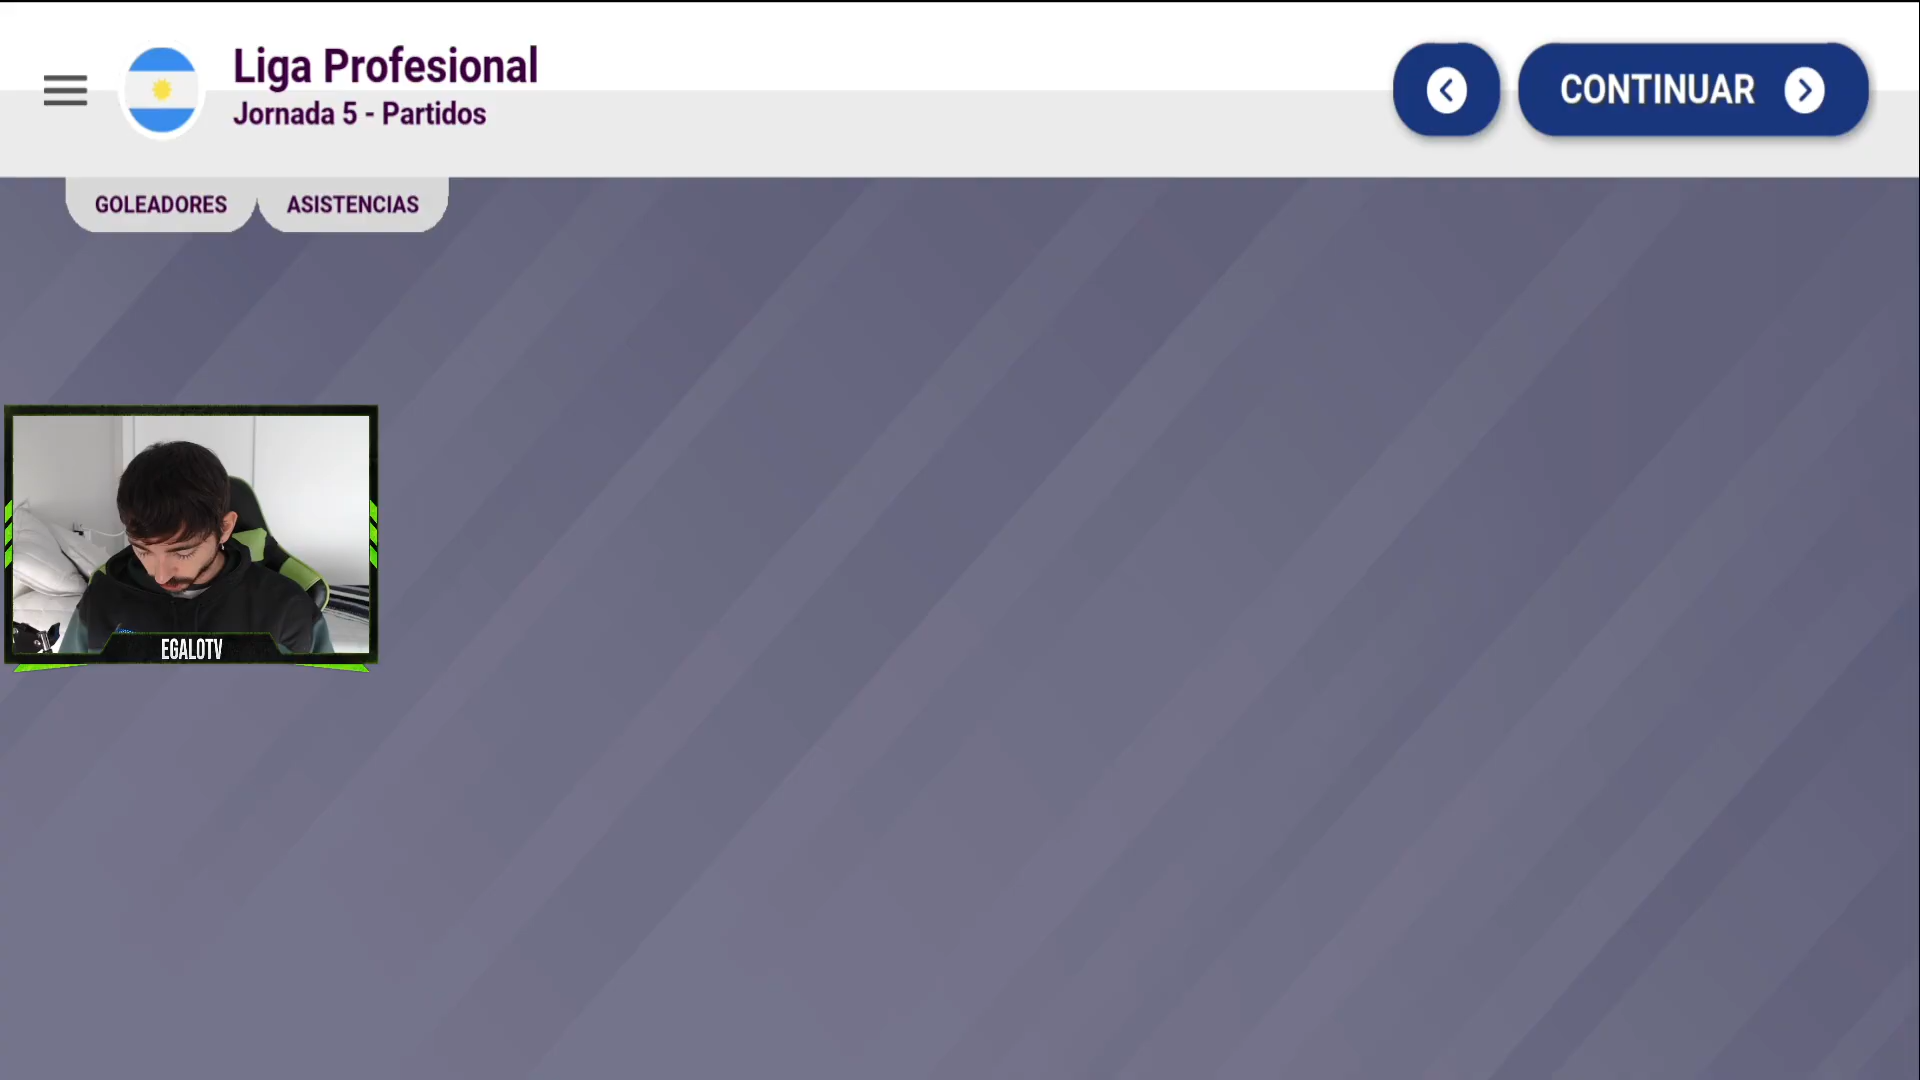 Liga Profesional
Jornada 5 - Partidos
CONTINUAR
GOLEADORES
ASISTENCIAS
EGALOTV